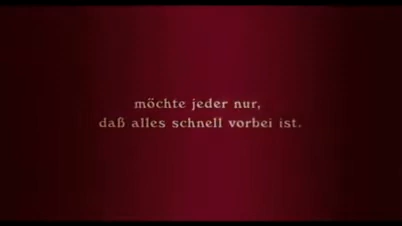 möchte jeder nur,
daß alles schnell vorbei ist.